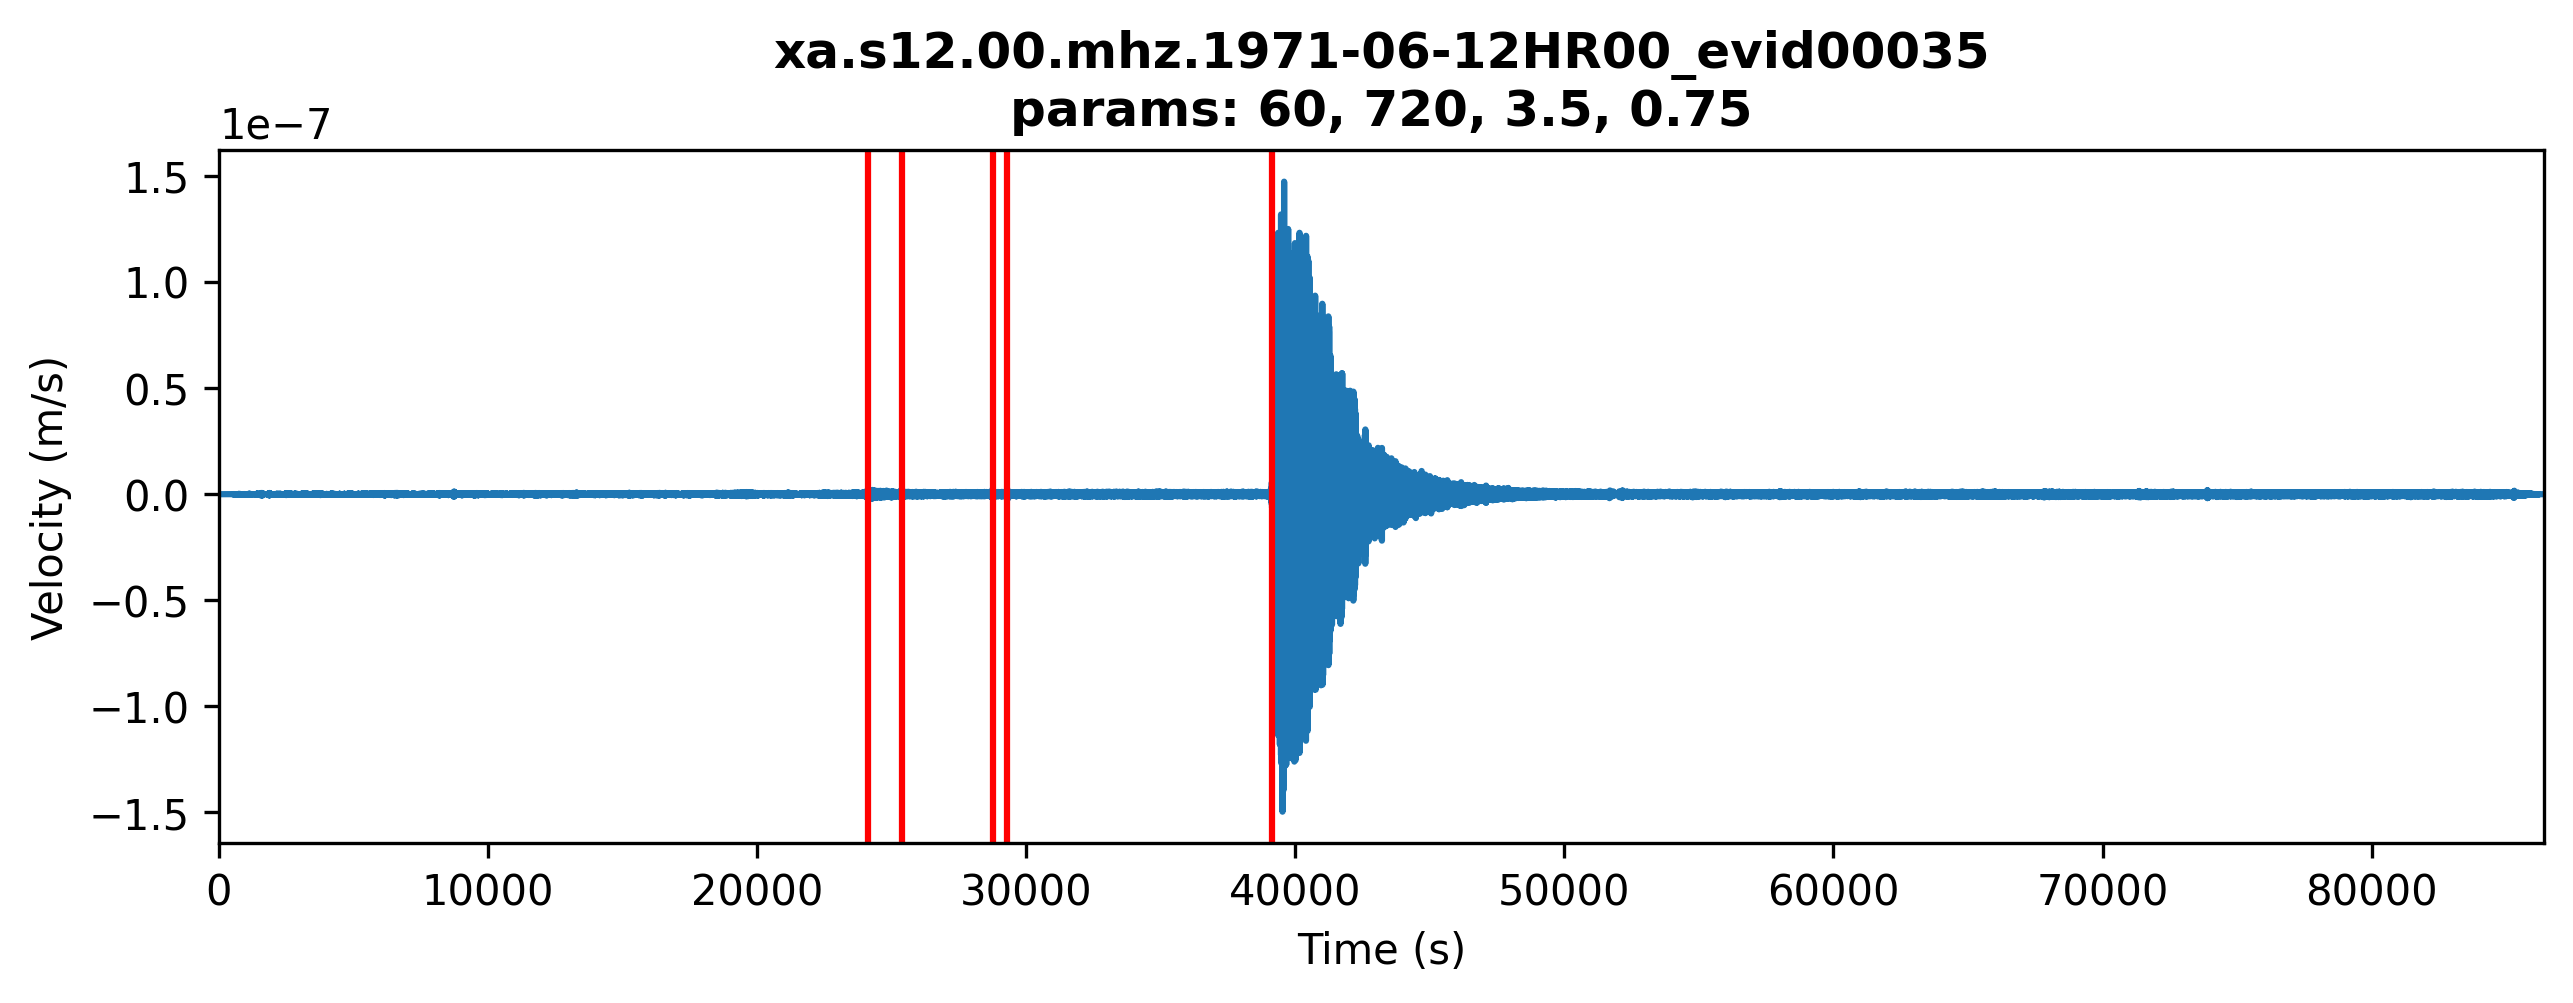 xa.s12.00.mhz.1971-06-12HR00_evid00035
params: 60, 720, 3.5, 0.75
1e−7
1.5
1.0
0.5
0.0
−0.5
−1.0
−1.5
Velocity (m/s)
0 10000 20000 30000 40000 50000 60000 70000 80000
Time (s)